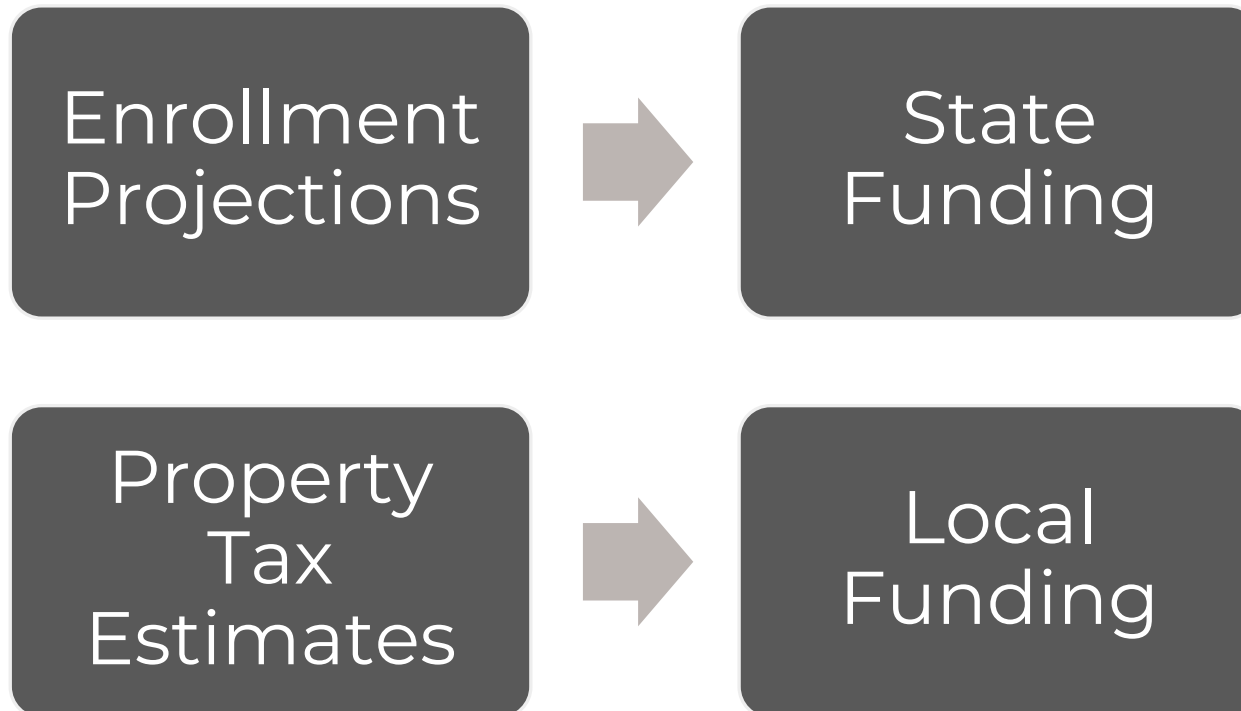 Enrollment
Projections
State
Funding
Property
Tax
Estimates
Local
Funding